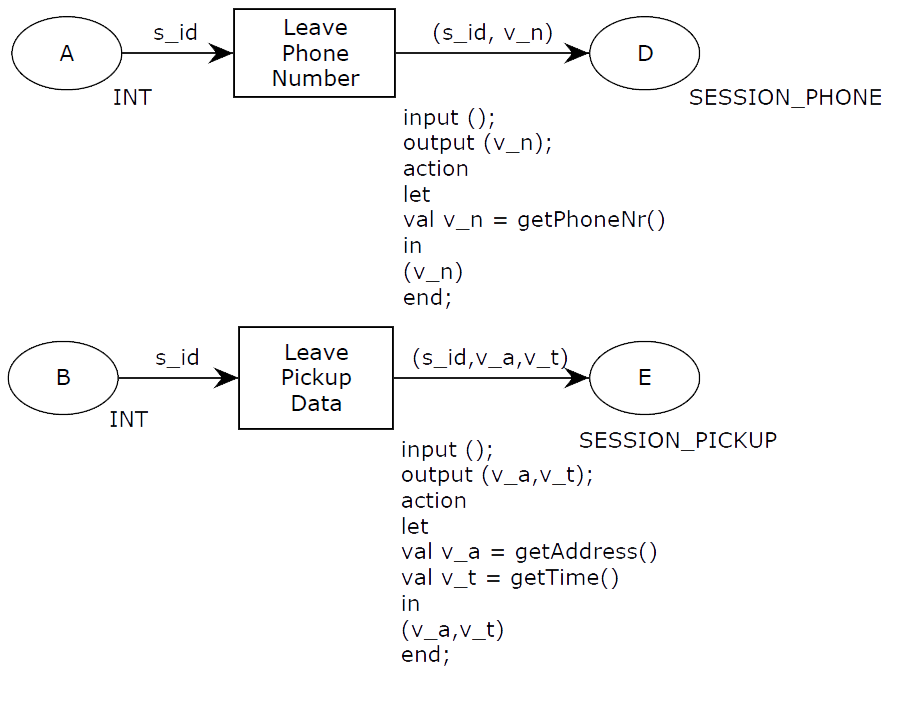 A
s_id
Leave
Phone
Number
(s_id, v_n)
D
INT
SESSION_PHONE
input ();
output (v_n);
action
let
val v_n = getPhoneNr()
in
(v_n)
end;
B
s_id
Leave
Pickup
Data
(s_id,v_a,v_t)
E
INT
SESSION_PICKUP
input ();
output (v_a,v_t);
action
let
val v_a = getAddress()
val v_t = getTime()
in
(v_a,v_t)
end;